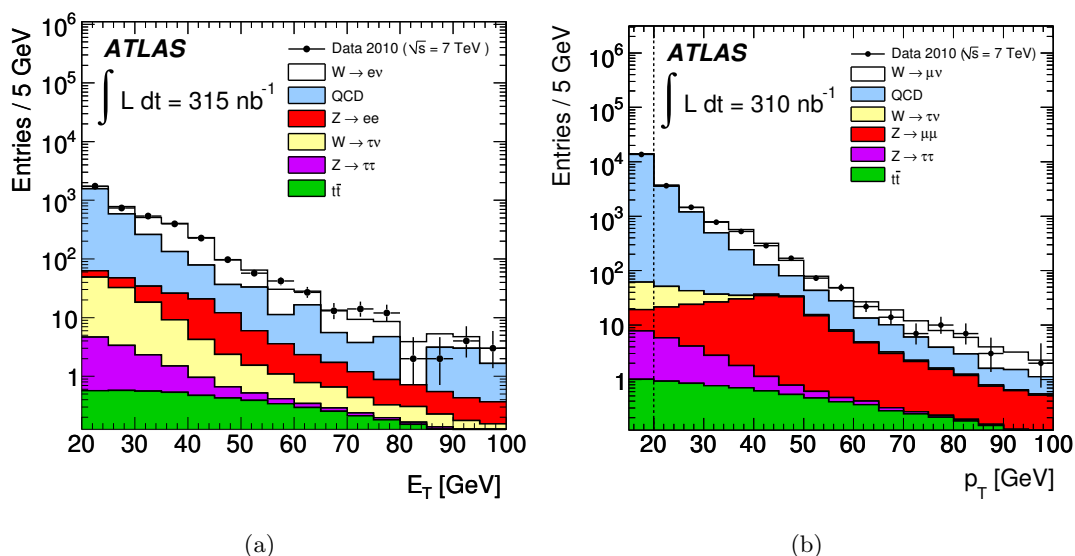 Entries / 5 GeV
10⁶
10⁵
10⁴
10³
10²
10
1
ATLAS
∫ L dt = 315 nb⁻¹
Data 2010 (√s = 7 TeV)
W → eν
QCD
Z → ee
W → τν
Z → ττ
tt̄
20 30 40 50 60 70 80 90 100
E_T [GeV]
(a)
Entries / 5 GeV
10⁶
10⁵
10⁴
10³
10²
10
1
ATLAS
∫ L dt = 310 nb⁻¹
Data 2010 (√s = 7 TeV)
W → μν
QCD
W → τν
Z → μμ
Z → ττ
tt̄
20 30 40 50 60 70 80 90 100
p_T [GeV]
(b)